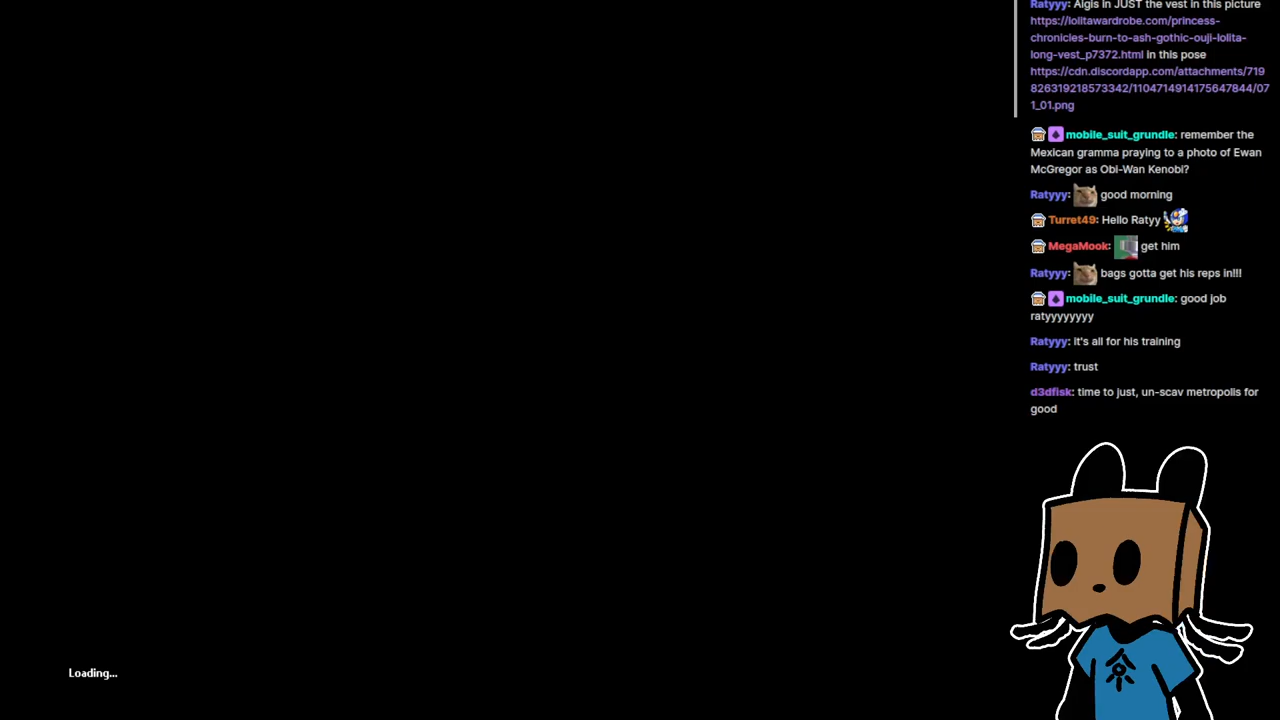 Ratyyy: Aigis in JUST the vest in this picture
https://lolitawardrobe.com/princess-
chronicles-burn-to-ash-gothic-ouji-lolita-
long-vest_p7372.html in this pose
https://cdn.discordapp.com/attachments/719
826319218573342/1104714914175647844/07
1_01.png
mobile_suit_grundle: remember the
Mexican gramma praying to a photo of Ewan
McGregor as Obi-Wan Kenobi?
Ratyyy: good morning
Turret49: Hello Ratyy
MegaMook: get him
Ratyyy: bags gotta get his reps in!!!
mobile_suit_grundle: good job
ratyyyyyyyy
Ratyyy: it's all for his training
Ratyyy: trust
d3dfisk: time to just, un-scav metropolis for
good
Loading...